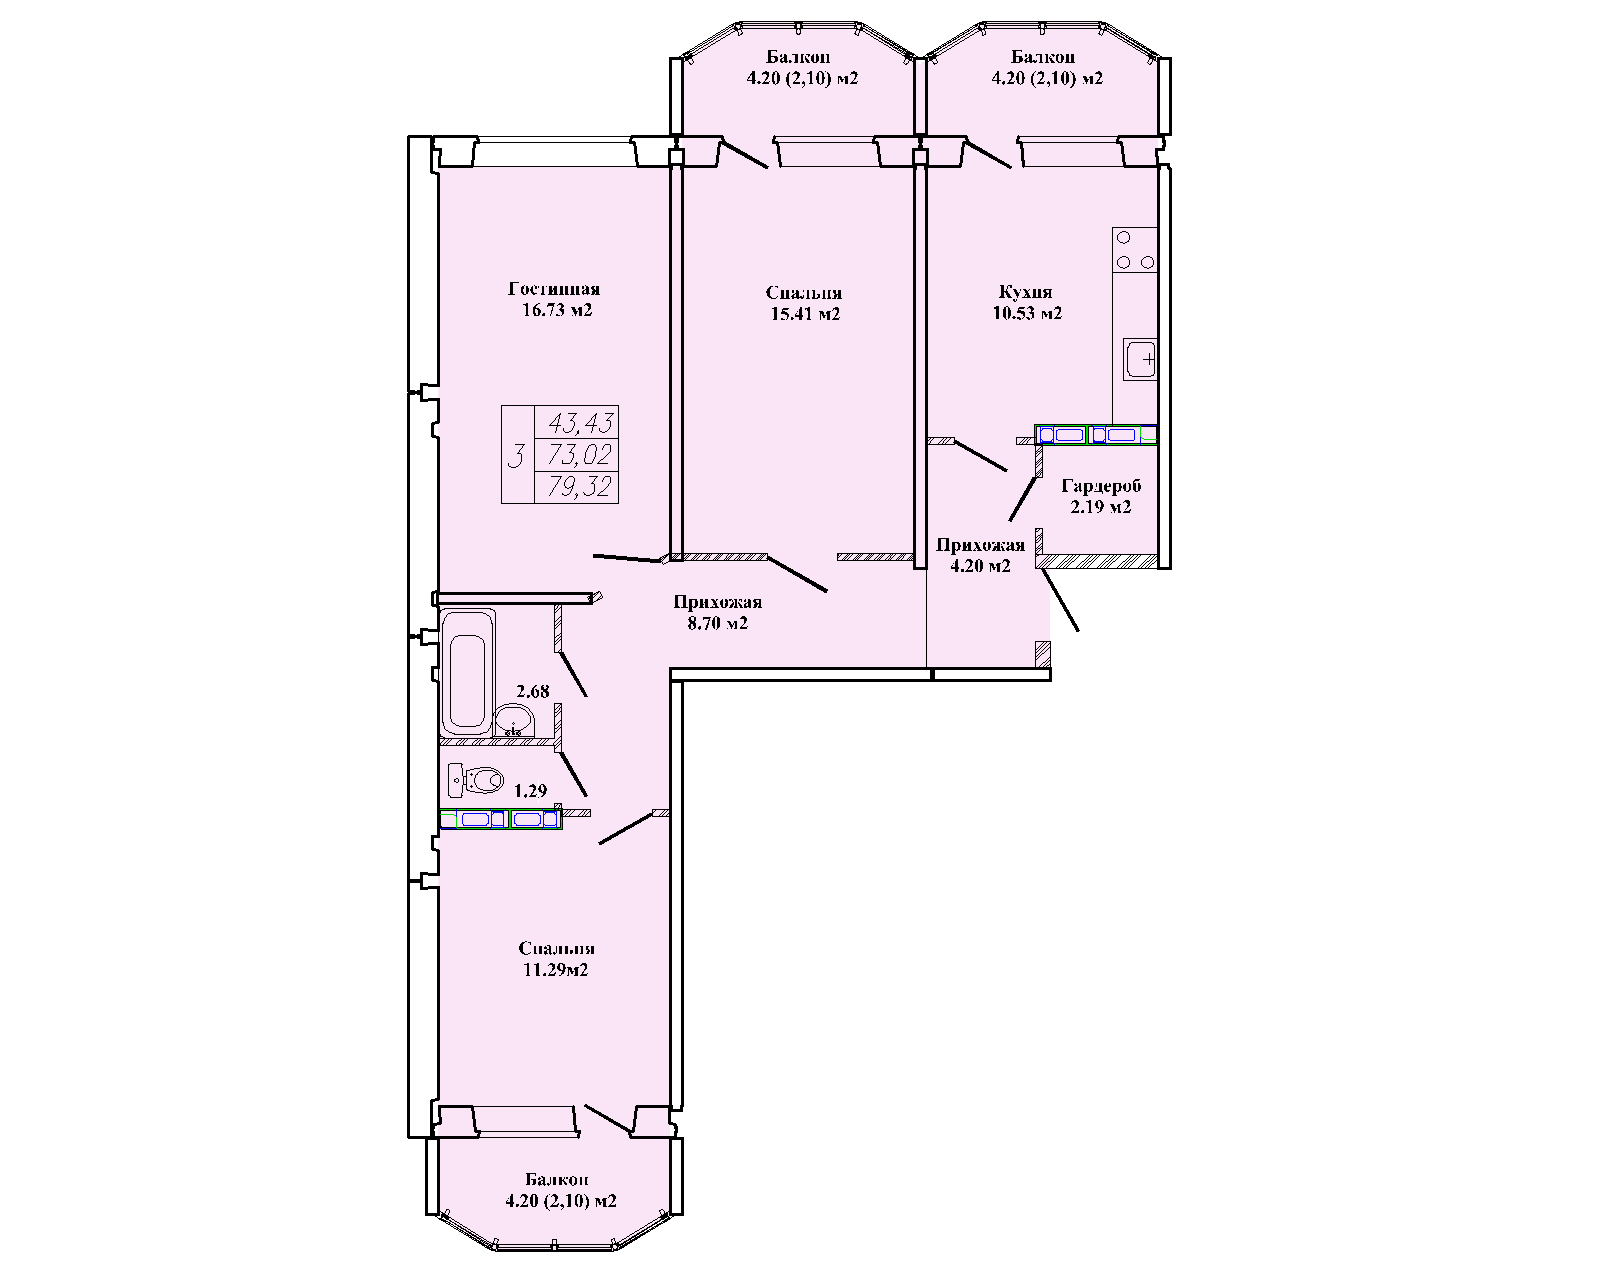 Балкон
4.20 (2,10) м2
Балкон
4.20 (2,10) м2
Гостинная
16.73 м2
Спальня
15.41 м2
Кухня
10.53 м2
3
43,43
73,02
79,32
Гардероб
2.19 м2
Прихожая
4.20 м2
Прихожая
8.70 м2
2.68
1.29
Спальня
11.29м2
Балкон
4.20 (2,10) м2